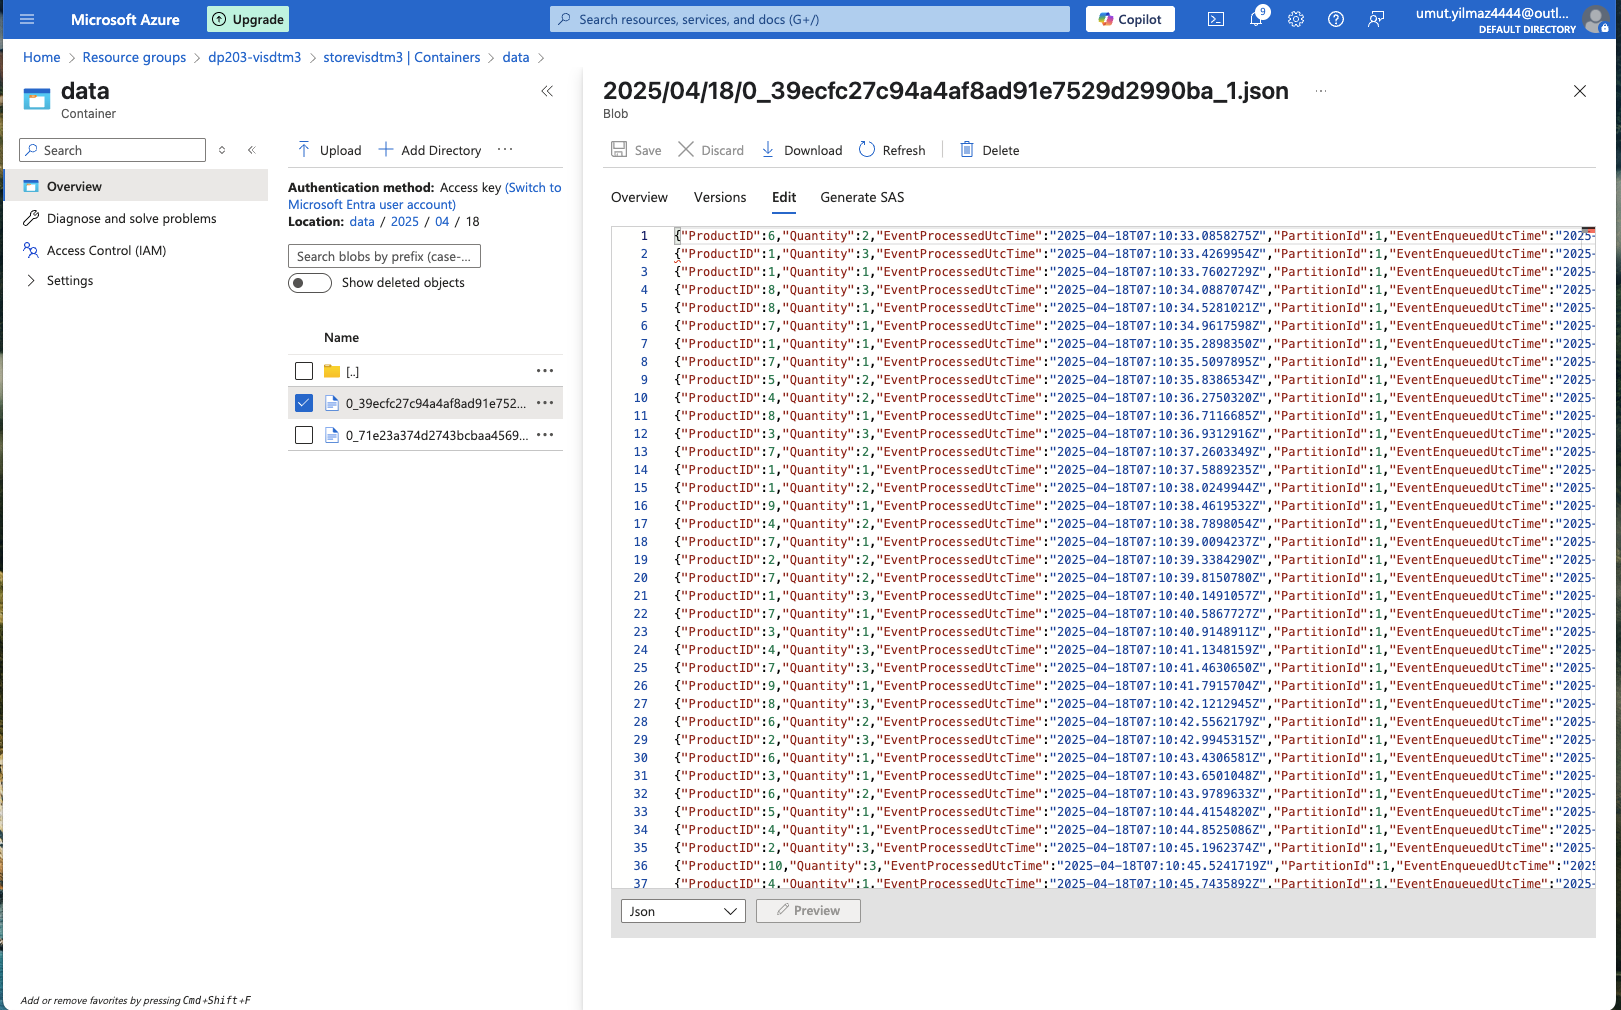 Microsoft Azure
Upgrade
Search resources, services, and docs (G+/)
Copilot
9
umut.yilmaz4444@outl...
DEFAULT DIRECTORY
Home > Resource groups > dp203-visdtm3 > storevisdtm3 | Containers > data >
data
Container
Search
Overview
Diagnose and solve problems
Access Control (IAM)
Settings
Add or remove favorites by pressing Cmd+Shift+F
Upload
Add Directory
Authentication method: Access key (Switch to
Microsoft Entra user account)
Location: data / 2025 / 04 / 18
Search blobs by prefix (case-...
Show deleted objects
Name
[..]
0_39ecfc27c94a4af8ad91e752...
0_71e23a374d2743bcbaa4569...
2025/04/18/0_39ecfc27c94a4af8ad91e7529d2990ba_1.json
Blob
Save
Discard
Download
Refresh
Delete
Overview
Versions
Edit
Generate SAS
1 {"ProductID":6,"Quantity":2,"EventProcessedUtcTime":"2025-04-18T07:10:33.0858275Z","PartitionId":1,"EventEnqueuedUtcTime":"2025-
2 {"ProductID":1,"Quantity":3,"EventProcessedUtcTime":"2025-04-18T07:10:33.4269954Z","PartitionId":1,"EventEnqueuedUtcTime":"2025-
3 {"ProductID":1,"Quantity":1,"EventProcessedUtcTime":"2025-04-18T07:10:33.7602729Z","PartitionId":1,"EventEnqueuedUtcTime":"2025-
4 {"ProductID":8,"Quantity":3,"EventProcessedUtcTime":"2025-04-18T07:10:34.0887074Z","PartitionId":1,"EventEnqueuedUtcTime":"2025-
5 {"ProductID":8,"Quantity":1,"EventProcessedUtcTime":"2025-04-18T07:10:34.5281021Z","PartitionId":1,"EventEnqueuedUtcTime":"2025-
6 {"ProductID":7,"Quantity":1,"EventProcessedUtcTime":"2025-04-18T07:10:34.9617598Z","PartitionId":1,"EventEnqueuedUtcTime":"2025-
7 {"ProductID":1,"Quantity":1,"EventProcessedUtcTime":"2025-04-18T07:10:35.2898350Z","PartitionId":1,"EventEnqueuedUtcTime":"2025-
8 {"ProductID":7,"Quantity":1,"EventProcessedUtcTime":"2025-04-18T07:10:35.5097895Z","PartitionId":1,"EventEnqueuedUtcTime":"2025-
9 {"ProductID":5,"Quantity":2,"EventProcessedUtcTime":"2025-04-18T07:10:35.8386534Z","PartitionId":1,"EventEnqueuedUtcTime":"2025-
10 {"ProductID":4,"Quantity":2,"EventProcessedUtcTime":"2025-04-18T07:10:36.2750320Z","PartitionId":1,"EventEnqueuedUtcTime":"2025-
11 {"ProductID":8,"Quantity":1,"EventProcessedUtcTime":"2025-04-18T07:10:36.7116685Z","PartitionId":1,"EventEnqueuedUtcTime":"2025-
12 {"ProductID":3,"Quantity":3,"EventProcessedUtcTime":"2025-04-18T07:10:36.9312916Z","PartitionId":1,"EventEnqueuedUtcTime":"2025-
13 {"ProductID":7,"Quantity":2,"EventProcessedUtcTime":"2025-04-18T07:10:37.2603349Z","PartitionId":1,"EventEnqueuedUtcTime":"2025-
14 {"ProductID":1,"Quantity":1,"EventProcessedUtcTime":"2025-04-18T07:10:37.5889235Z","PartitionId":1,"EventEnqueuedUtcTime":"2025-
15 {"ProductID":1,"Quantity":2,"EventProcessedUtcTime":"2025-04-18T07:10:38.0249944Z","PartitionId":1,"EventEnqueuedUtcTime":"2025-
16 {"ProductID":9,"Quantity":1,"EventProcessedUtcTime":"2025-04-18T07:10:38.4619532Z","PartitionId":1,"EventEnqueuedUtcTime":"2025-
17 {"ProductID":4,"Quantity":2,"EventProcessedUtcTime":"2025-04-18T07:10:38.7898054Z","PartitionId":1,"EventEnqueuedUtcTime":"2025-
18 {"ProductID":7,"Quantity":1,"EventProcessedUtcTime":"2025-04-18T07:10:39.0094237Z","PartitionId":1,"EventEnqueuedUtcTime":"2025-
19 {"ProductID":2,"Quantity":2,"EventProcessedUtcTime":"2025-04-18T07:10:39.3384290Z","PartitionId":1,"EventEnqueuedUtcTime":"2025-
20 {"ProductID":7,"Quantity":2,"EventProcessedUtcTime":"2025-04-18T07:10:39.8150780Z","PartitionId":1,"EventEnqueuedUtcTime":"2025-
21 {"ProductID":1,"Quantity":3,"EventProcessedUtcTime":"2025-04-18T07:10:40.1491057Z","PartitionId":1,"EventEnqueuedUtcTime":"2025-
22 {"ProductID":7,"Quantity":1,"EventProcessedUtcTime":"2025-04-18T07:10:40.5867727Z","PartitionId":1,"EventEnqueuedUtcTime":"2025-
23 {"ProductID":3,"Quantity":1,"EventProcessedUtcTime":"2025-04-18T07:10:40.9148911Z","PartitionId":1,"EventEnqueuedUtcTime":"2025-
24 {"ProductID":4,"Quantity":3,"EventProcessedUtcTime":"2025-04-18T07:10:41.1348159Z","PartitionId":1,"EventEnqueuedUtcTime":"2025-
25 {"ProductID":7,"Quantity":3,"EventProcessedUtcTime":"2025-04-18T07:10:41.4630650Z","PartitionId":1,"EventEnqueuedUtcTime":"2025-
26 {"ProductID":9,"Quantity":1,"EventProcessedUtcTime":"2025-04-18T07:10:41.7915704Z","PartitionId":1,"EventEnqueuedUtcTime":"2025-
27 {"ProductID":8,"Quantity":3,"EventProcessedUtcTime":"2025-04-18T07:10:42.1212945Z","PartitionId":1,"EventEnqueuedUtcTime":"2025-
28 {"ProductID":6,"Quantity":2,"EventProcessedUtcTime":"2025-04-18T07:10:42.5562179Z","PartitionId":1,"EventEnqueuedUtcTime":"2025-
29 {"ProductID":2,"Quantity":3,"EventProcessedUtcTime":"2025-04-18T07:10:42.9945315Z","PartitionId":1,"EventEnqueuedUtcTime":"2025-
30 {"ProductID":6,"Quantity":1,"EventProcessedUtcTime":"2025-04-18T07:10:43.4306581Z","PartitionId":1,"EventEnqueuedUtcTime":"2025-
31 {"ProductID":3,"Quantity":1,"EventProcessedUtcTime":"2025-04-18T07:10:43.6501048Z","PartitionId":1,"EventEnqueuedUtcTime":"2025-
32 {"ProductID":6,"Quantity":2,"EventProcessedUtcTime":"2025-04-18T07:10:43.9789633Z","PartitionId":1,"EventEnqueuedUtcTime":"2025-
33 {"ProductID":5,"Quantity":1,"EventProcessedUtcTime":"2025-04-18T07:10:44.4154820Z","PartitionId":1,"EventEnqueuedUtcTime":"2025-
34 {"ProductID":4,"Quantity":1,"EventProcessedUtcTime":"2025-04-18T07:10:44.8525086Z","PartitionId":1,"EventEnqueuedUtcTime":"2025-
35 {"ProductID":2,"Quantity":3,"EventProcessedUtcTime":"2025-04-18T07:10:45.1962374Z","PartitionId":1,"EventEnqueuedUtcTime":"2025-
36 {"ProductID":10,"Quantity":3,"EventProcessedUtcTime":"2025-04-18T07:10:45.5241719Z","PartitionId":1,"EventEnqueuedUtcTime":"2025
37 {"ProductID":4,"Quantity":1,"EventProcessedUtcTime":"2025-04-18T07:10:45.7435892Z","PartitionId":1,"EventEnqueuedUtcTime":"2025-
Json
Preview